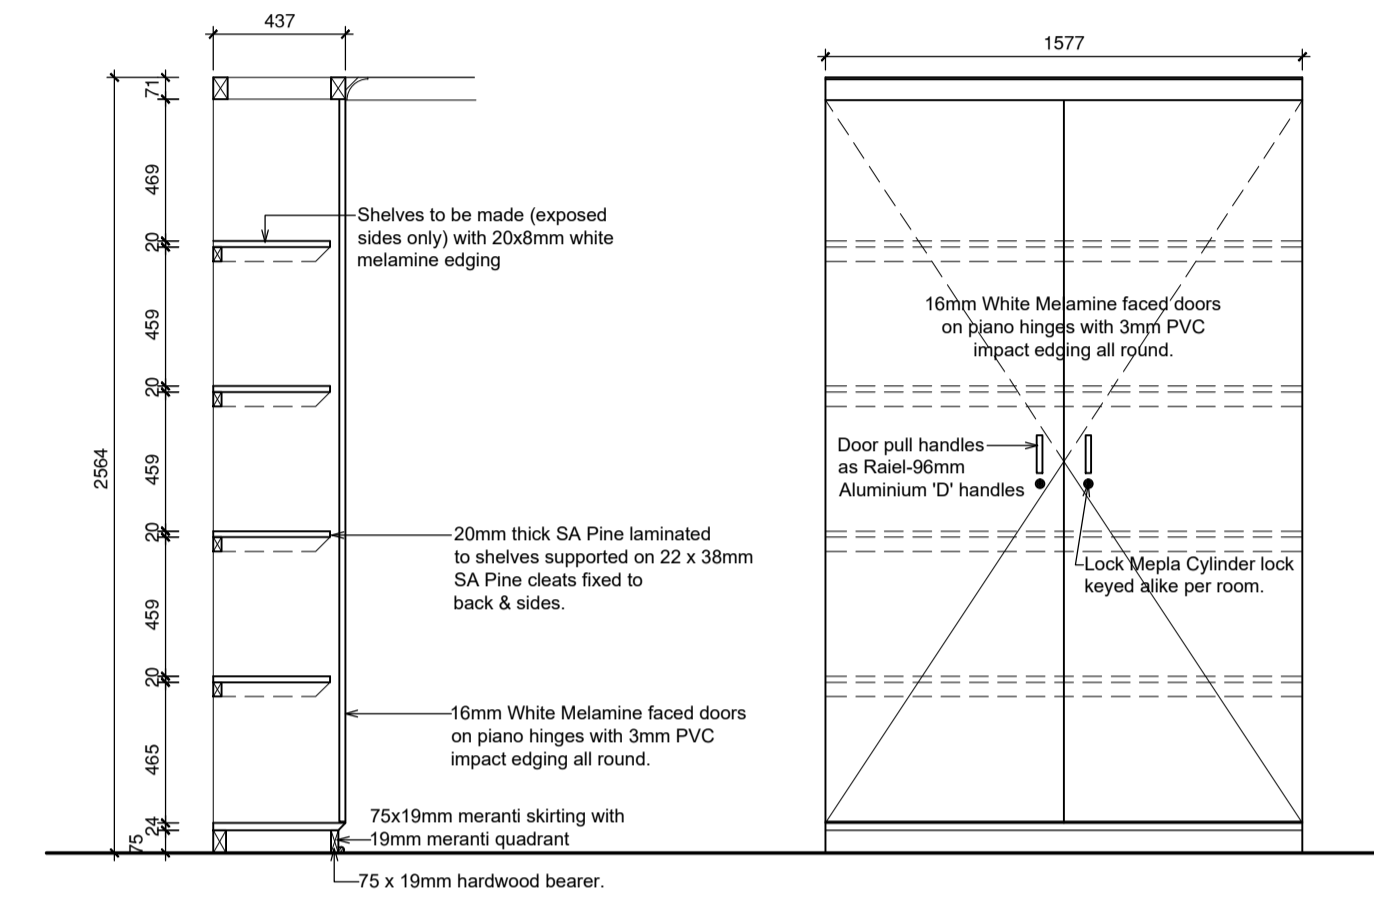 437
1577
71
469
20
459
20
459
20
459
20
465
24
75
2564
Shelves to be made (exposed
sides only) with 20x8mm white
melamine edging
20mm thick SA Pine laminated
to shelves supported on 22 x 38mm
SA Pine cleats fixed to
back & sides.
16mm White Melamine faced doors
on piano hinges with 3mm PVC
impact edging all round.
75x19mm meranti skirting with
19mm meranti quadrant
75 x 19mm hardwood bearer.
16mm White Melamine faced doors
on piano hinges with 3mm PVC
impact edging all round.
Door pull handles
as Raiel-96mm
Aluminium 'D' handles
Lock Mepla Cylinder lock
keyed alike per room.